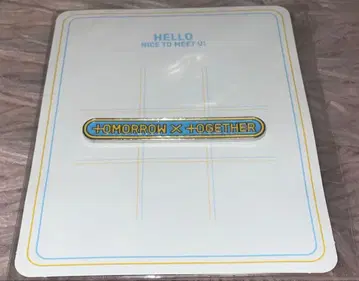 HELLO
NICE TO MEET U!
TOMORROW X TOGETHER